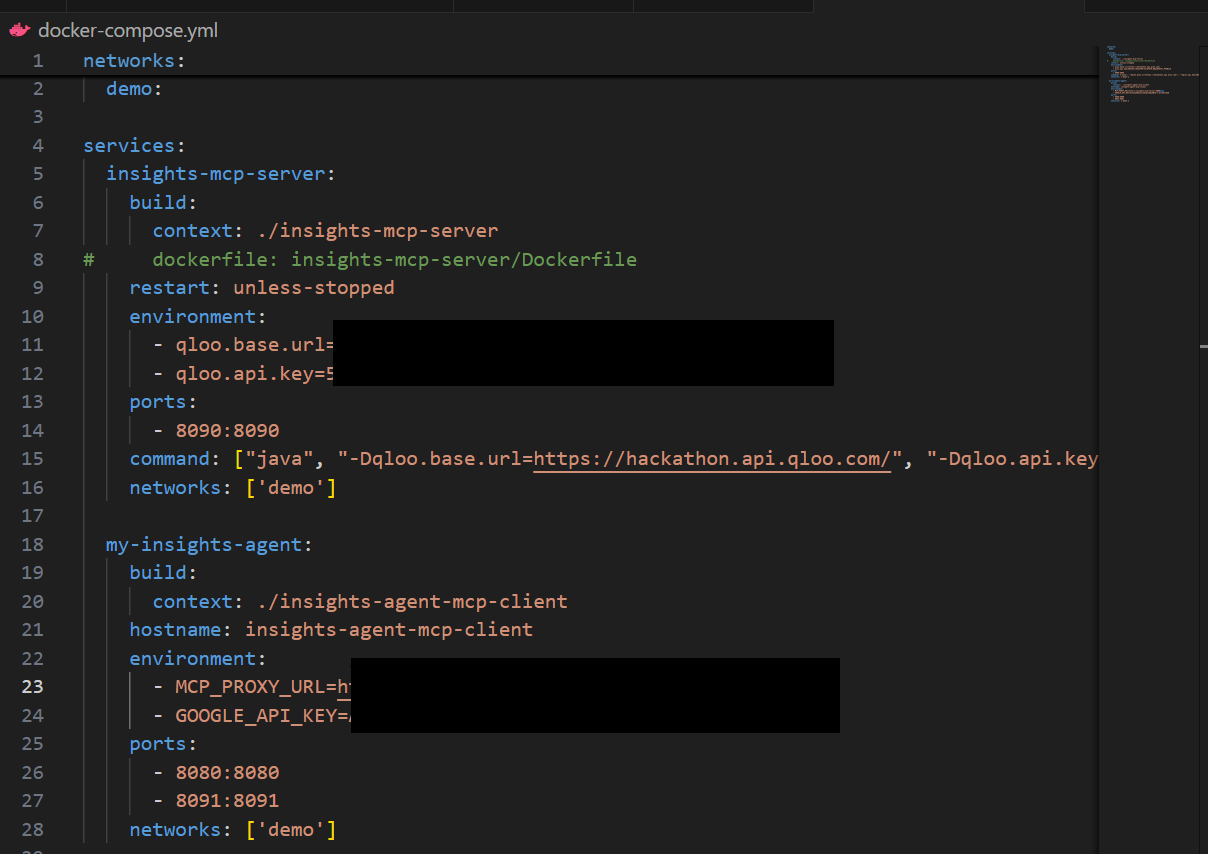 docker-compose.yml
1 networks:
2 demo:
3
4 services:
5 insights-mcp-server:
6 build:
7 context: ./insights-mcp-server
8 # dockerfile: insights-mcp-server/Dockerfile
9 restart: unless-stopped
10 environment:
11 - qloo.base.url=
12 - qloo.api.key=5
13 ports:
14 - 8090:8090
15 command: ["java", "-Dqloo.base.url=https://hackathon.api.qloo.com/", "-Dqloo.api.key
16 networks: ['demo']
17
18 my-insights-agent:
19 build:
20 context: ./insights-agent-mcp-client
21 hostname: insights-agent-mcp-client
22 environment:
23 - MCP_PROXY_URL=h
24 - GOOGLE_API_KEY=
25 ports:
26 - 8080:8080
27 - 8091:8091
28 networks: ['demo']